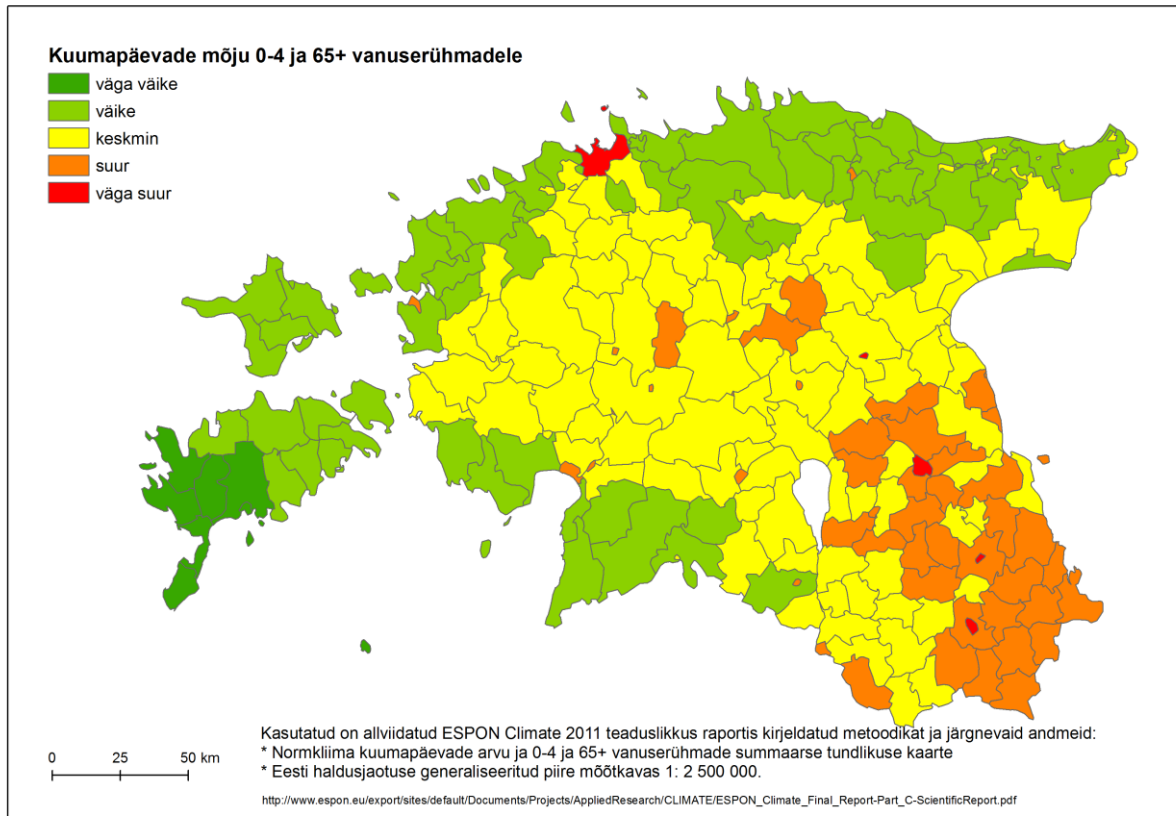 Kuumapäevade mõju 0-4 ja 65+ vanuserühmadele
väga väike
väike
keskmin
suur
väga suur
Kasutatud on allviidatud ESPON Climate 2011 teaduslikkus raportis kirjeldatud metoodikat ja järgnevaid andmeid:
* Normkliima kuumapäevade arvu ja 0-4 ja 65+ vanuserühmade summaarse tundlikuse kaarte
* Eesti haldusjaotuse generaliseeritud piire mõõtkavas 1: 2 500 000.
0 25 50 km
http://www.espon.eu/export/sites/default/Documents/Projects/AppliedResearch/CLIMATE/ESPON_Climate_Final_Report-Part_C-ScientificReport.pdf